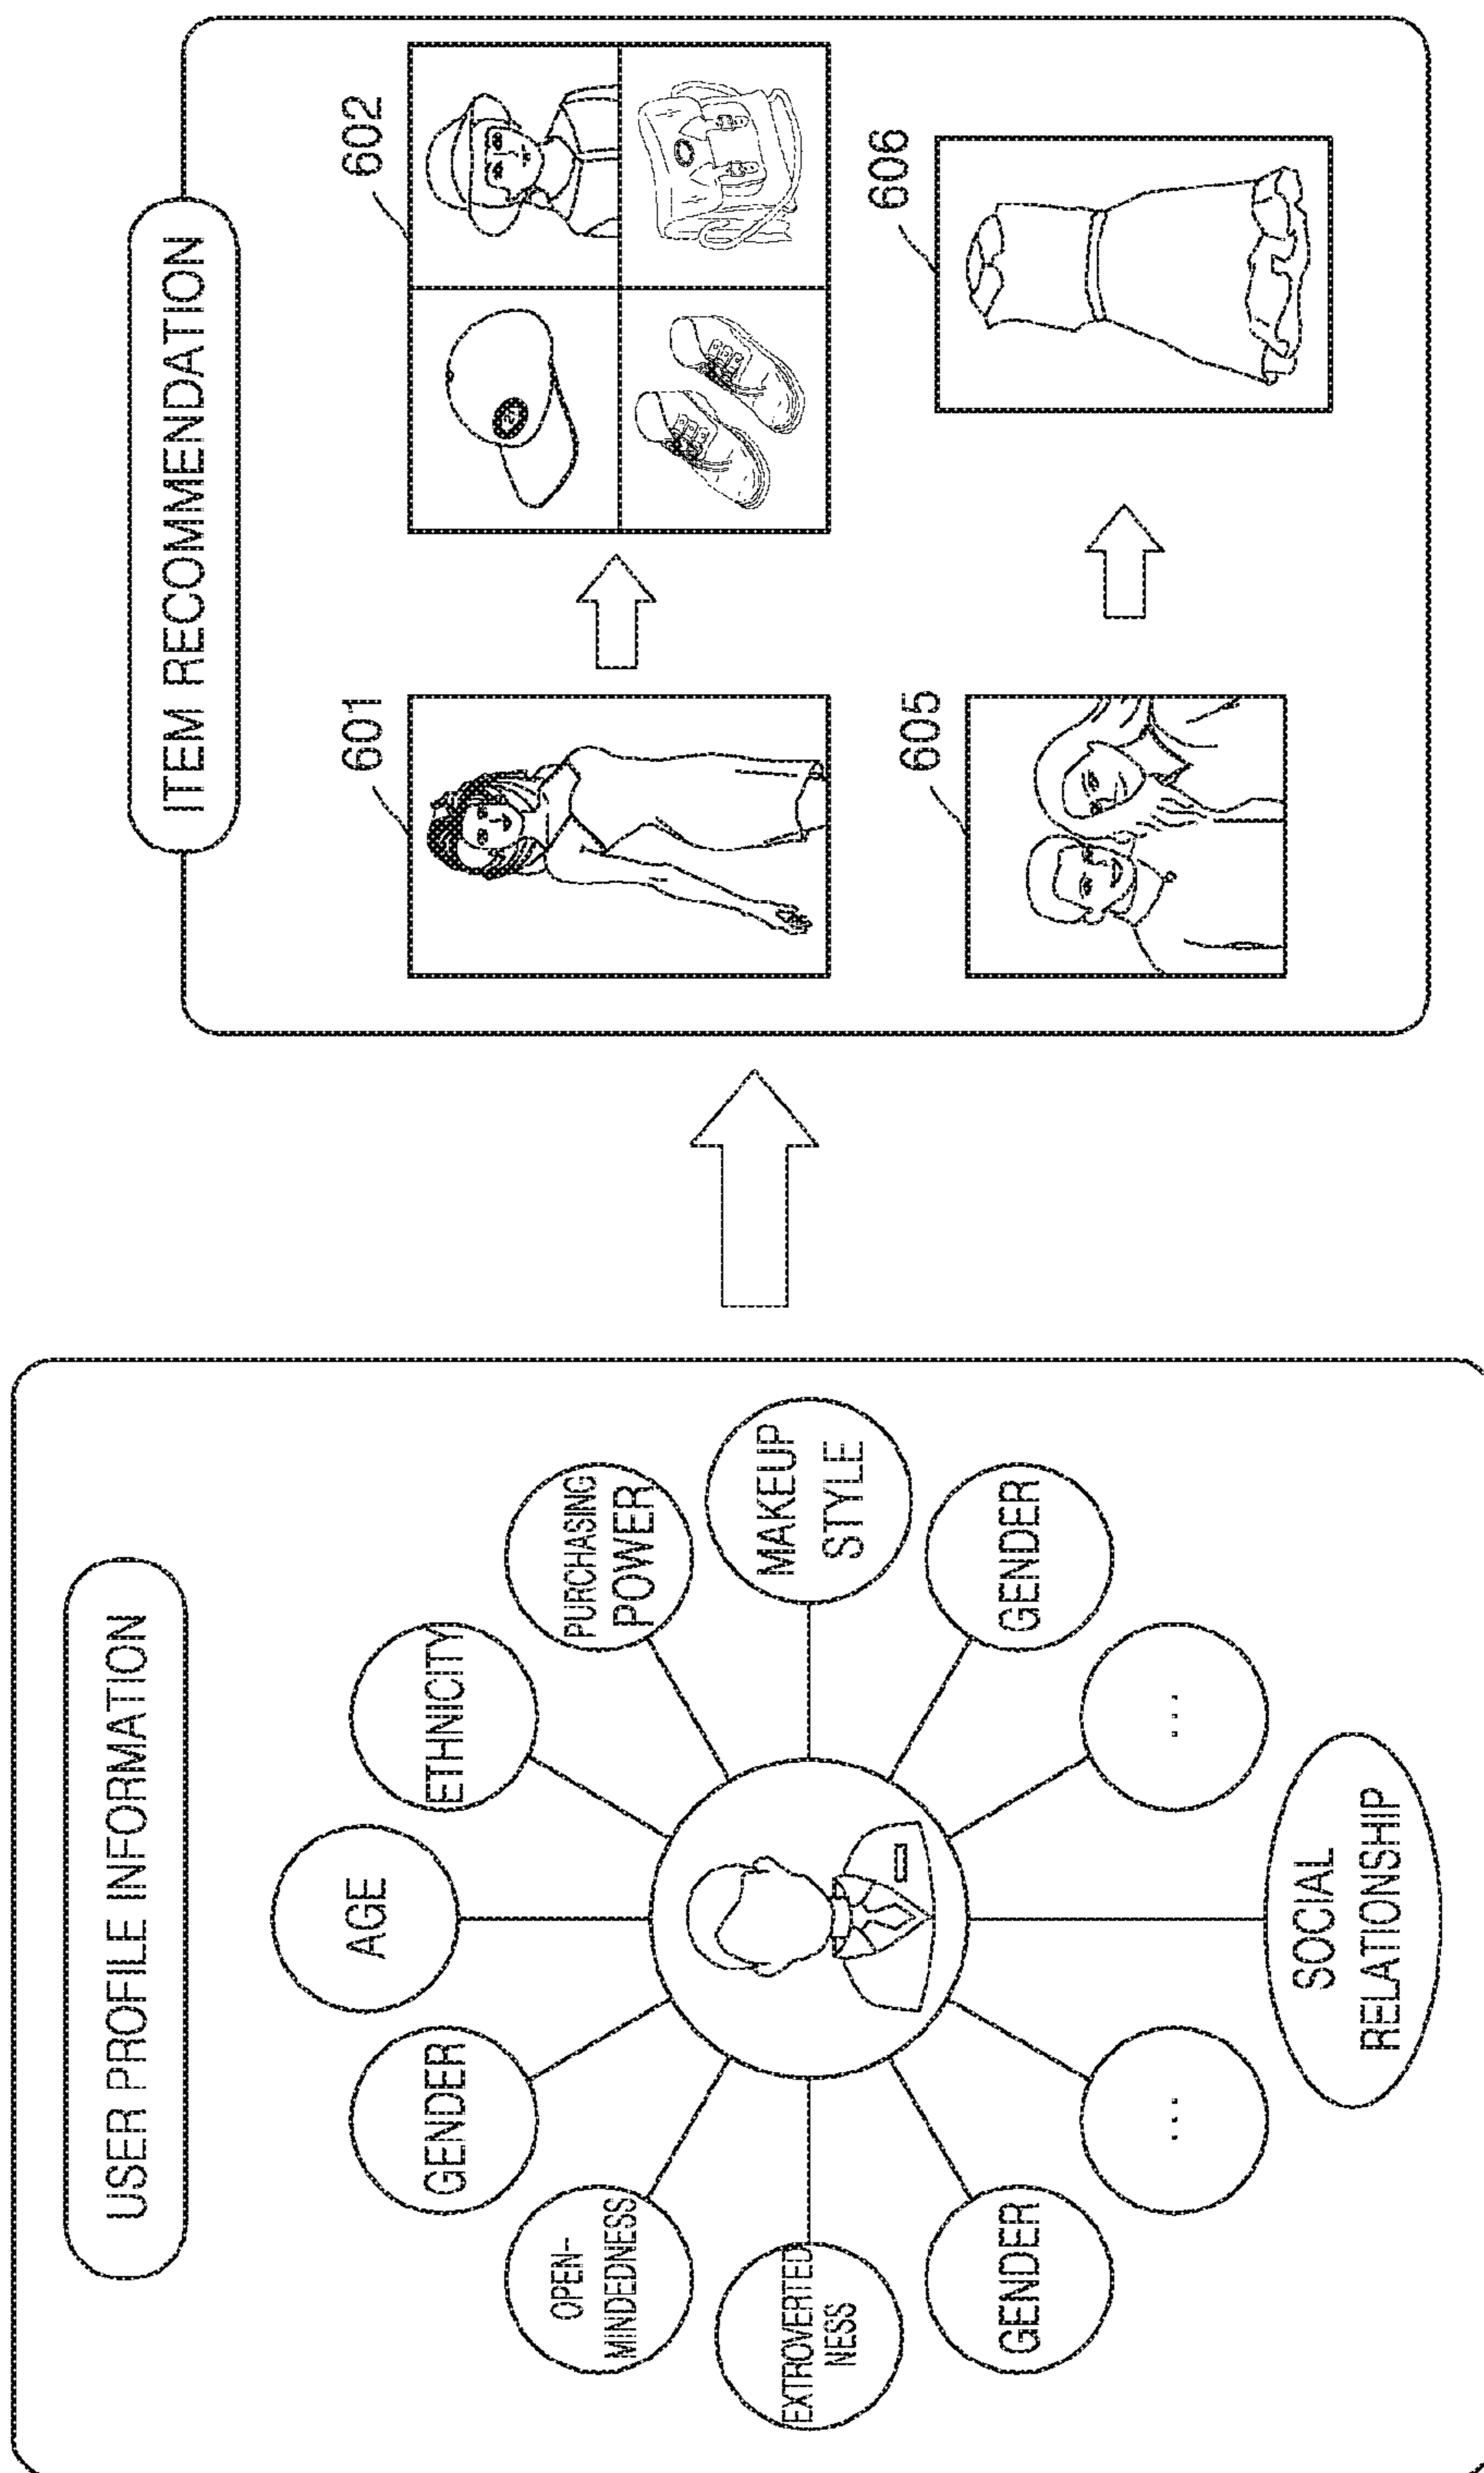 USER PROFILE INFORMATION
AGE
GENDER
ETHNICITY
OPEN-
MINDEDNESS
PURCHASING
POWER
EXTROVERTED
NESS
MAKEUP
STYLE
GENDER
GENDER
...
...
SOCIAL
RELATIONSHIP
ITEM RECOMMENDATION
601
602
605
606